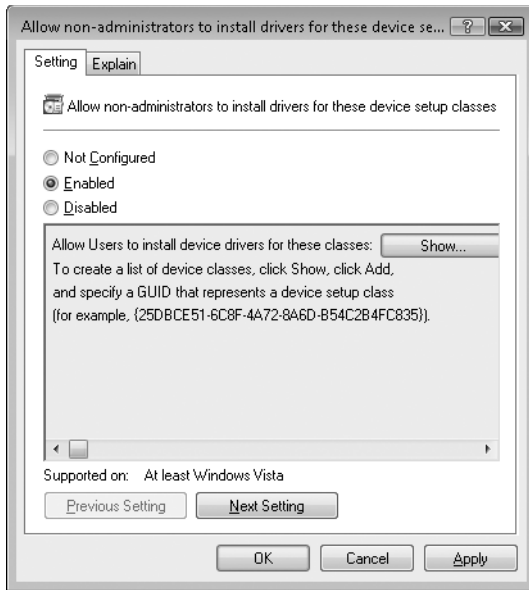 Allow non-administrators to install drivers for these device se...
Setting
Explain
Allow non-administrators to install drivers for these device setup classes
Not Configured
Enabled
Disabled
Allow Users to install device drivers for these classes:
Show...
To create a list of device classes, click Show, click Add,
and specify a GUID that represents a device setup class
(for example, {25DBCE51-6C8F-4A72-8A6D-B54C2B4FC835}).
Supported on: At least Windows Vista
Previous Setting
Next Setting
OK
Cancel
Apply